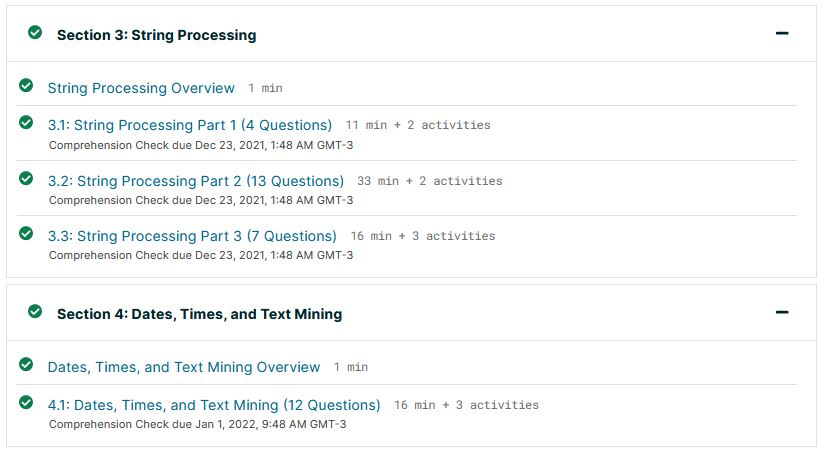 Section 3: String Processing
String Processing Overview 1 min
3.1: String Processing Part 1 (4 Questions) 11 min + 2 activities
Comprehension Check due Dec 23, 2021, 1:48 AM GMT-3
3.2: String Processing Part 2 (13 Questions) 33 min + 2 activities
Comprehension Check due Dec 23, 2021, 1:48 AM GMT-3
3.3: String Processing Part 3 (7 Questions) 16 min + 3 activities
Comprehension Check due Dec 23, 2021, 1:48 AM GMT-3
Section 4: Dates, Times, and Text Mining
Dates, Times, and Text Mining Overview 1 min
4.1: Dates, Times, and Text Mining (12 Questions) 16 min + 3 activities
Comprehension Check due Jan 1, 2022, 9:48 AM GMT-3